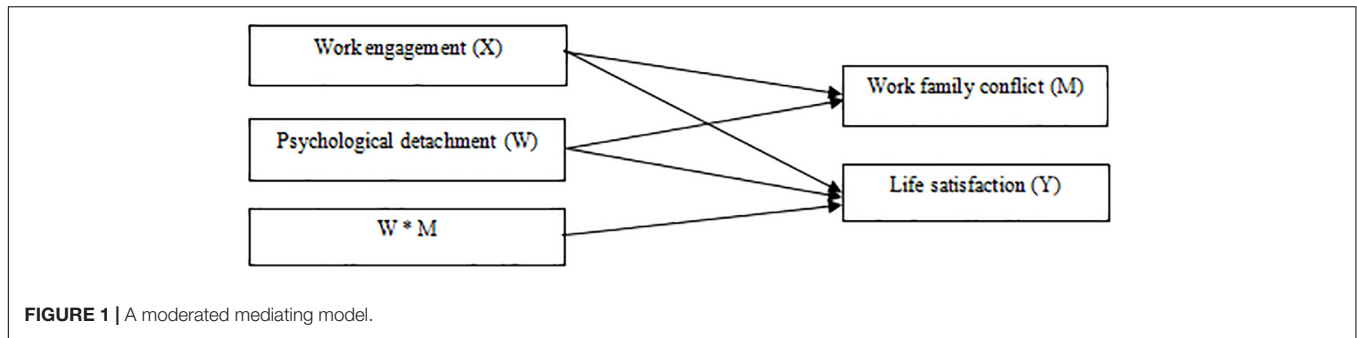 Work engagement (X)
Work family conflict (M)
Psychological detachment (W)
Life satisfaction (Y)
W * M
FIGURE 1 | A moderated mediating model.